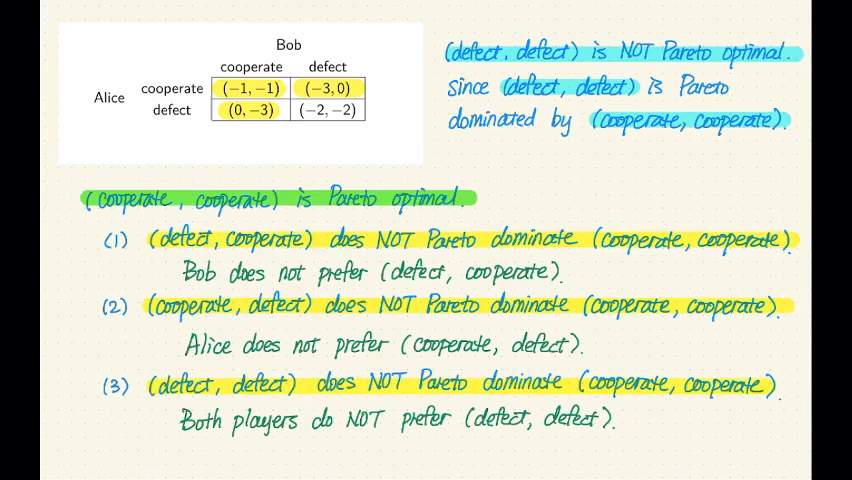 Bob
cooperate defect
Alice cooperate (−1, −1) (−3, 0)
defect (0, −3) (−2, −2)
(defect, defect) is NOT Pareto optimal.
since (defect, defect) is Pareto
dominated by (cooperate, cooperate).
(cooperate, cooperate) is Pareto optimal.
(1) (defect, cooperate) does NOT Pareto dominate (cooperate, cooperate).
Bob does not prefer (defect, cooperate).
(2) (cooperate, defect) does NOT Pareto dominate (cooperate, cooperate).
Alice does not prefer (cooperate, defect).
(3) (defect, defect) does NOT Pareto dominate (cooperate, cooperate).
Both players do NOT prefer (defect, defect).